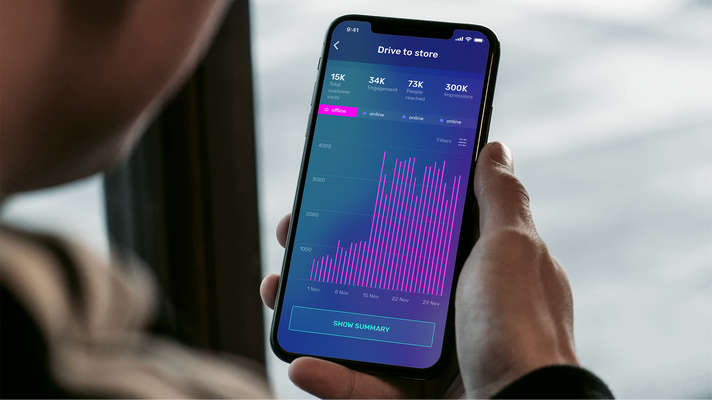 9:41
Drive to store
15K
Total
customer
visits
34K
Engagement
73K
People
reached
300K
Impressions
offline
online
online
online
Filters
4000
3000
2000
1000
1 Nov
8 Nov
15 Nov
22 Nov
29 Nov
SHOW SUMMARY